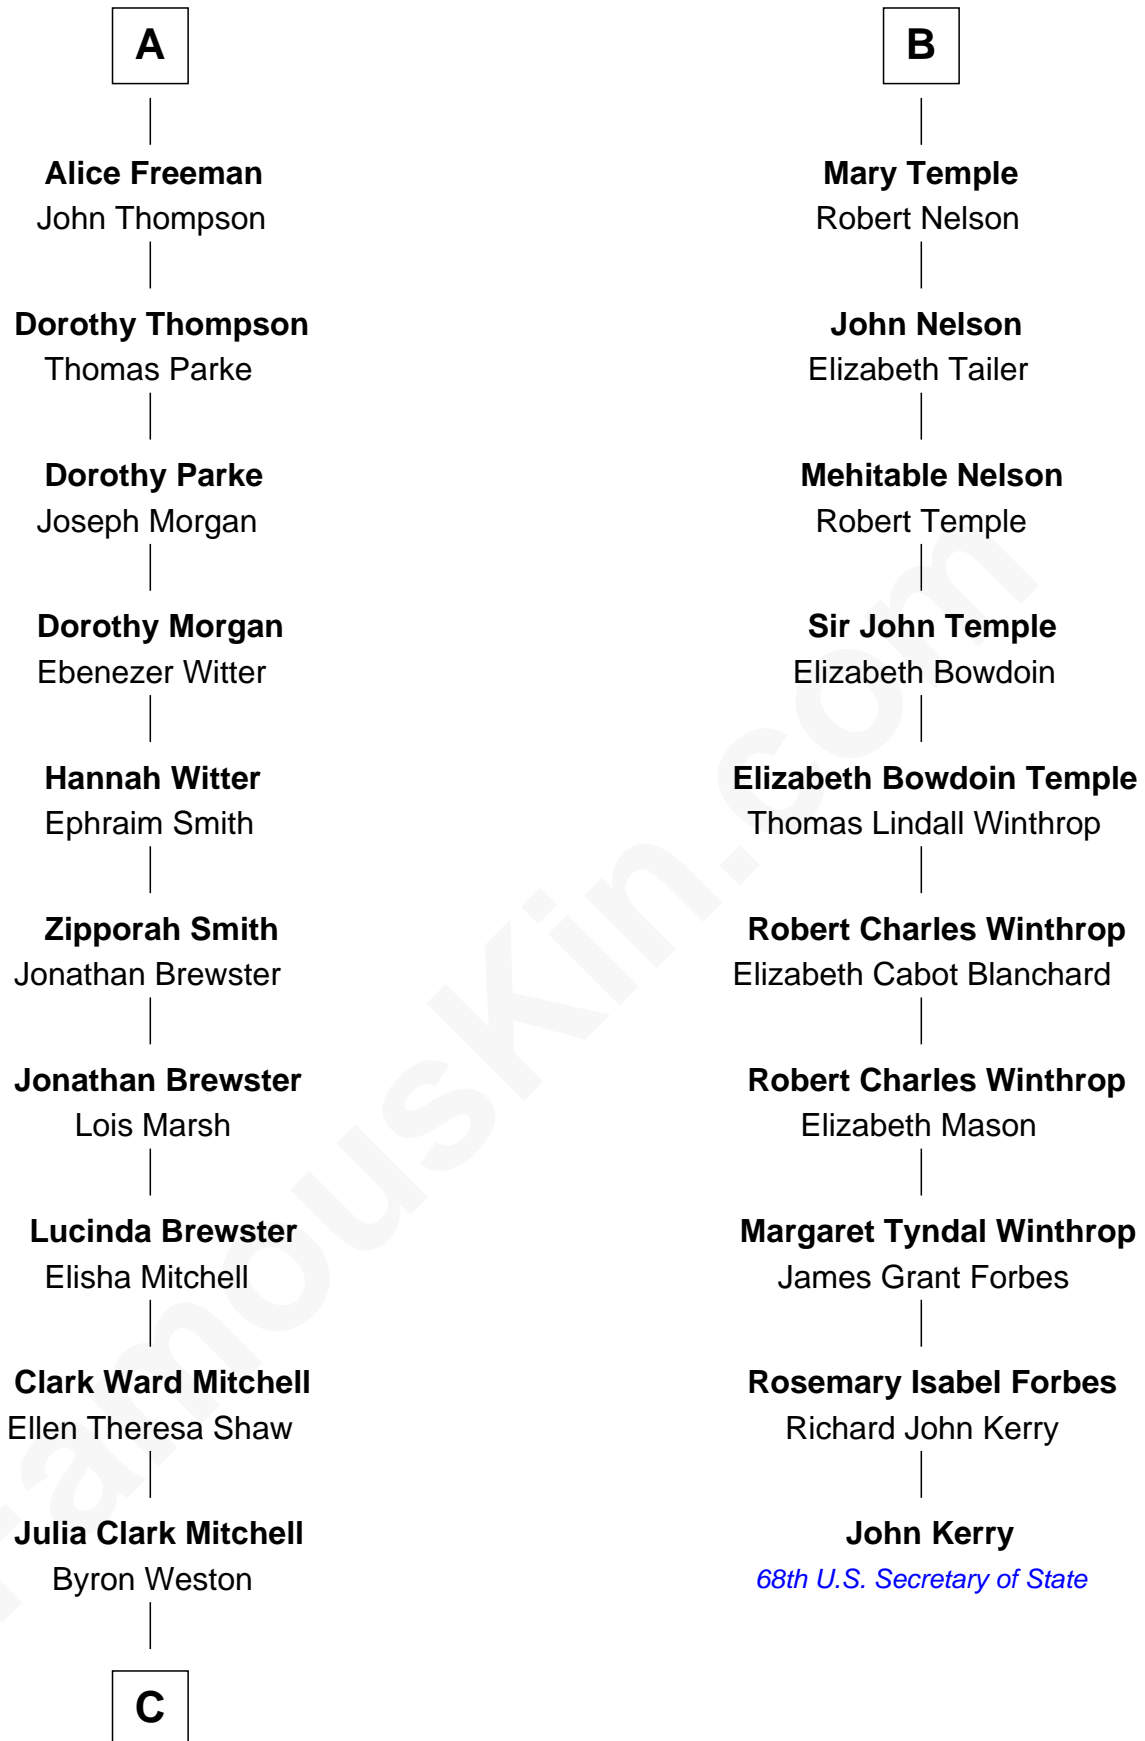 A
Alice Freeman
John Thompson
Dorothy Thompson
Thomas Parke
Dorothy Parke
Joseph Morgan
Dorothy Morgan
Ebenezer Witter
Hannah Witter
Ephraim Smith
Zipporah Smith
Jonathan Brewster
Jonathan Brewster
Lois Marsh
Lucinda Brewster
Elisha Mitchell
Clark Ward Mitchell
Ellen Theresa Shaw
Julia Clark Mitchell
Byron Weston
C
B
Mary Temple
Robert Nelson
John Nelson
Elizabeth Tailer
Mehitable Nelson
Robert Temple
Sir John Temple
Elizabeth Bowdoin
Elizabeth Bowdoin Temple
Thomas Lindall Winthrop
Robert Charles Winthrop
Elizabeth Cabot Blanchard
Robert Charles Winthrop
Elizabeth Mason
Margaret Tyndal Winthrop
James Grant Forbes
Rosemary Isabel Forbes
Richard John Kerry
John Kerry
68th U.S. Secretary of State
FamousKin.com